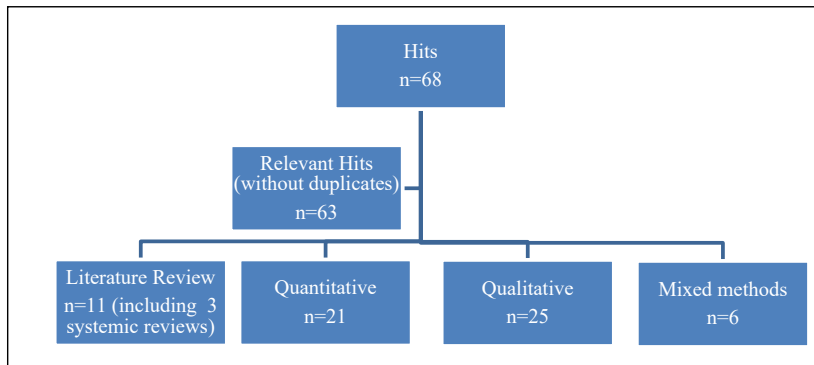 Hits
n=68
Relevant Hits
(without duplicates)
n=63
Literature Review
n=11 (including 3
systemic reviews)
Quantitative
n=21
Qualitative
n=25
Mixed methods
n=6